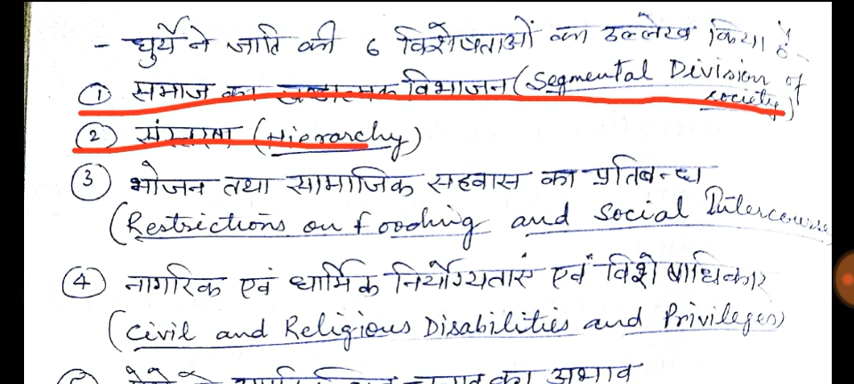 - घुर्ये ने जाति की 6 विशेषताओं का उल्लेख किया है -
① समाज का खण्डात्मक विभाजन (Segmental Division of
society)
② संस्तरण (Hierarchy)
③ भोजन तथा सामाजिक सहवास का प्रतिबन्ध
(Restrictions on fooding and Social Intercourse
④ नागरिक एवं धार्मिक निर्योग्यताएं एवं विशेषाधिकार
(Civil and Religious Disabilities and Privileges)
का अभाव